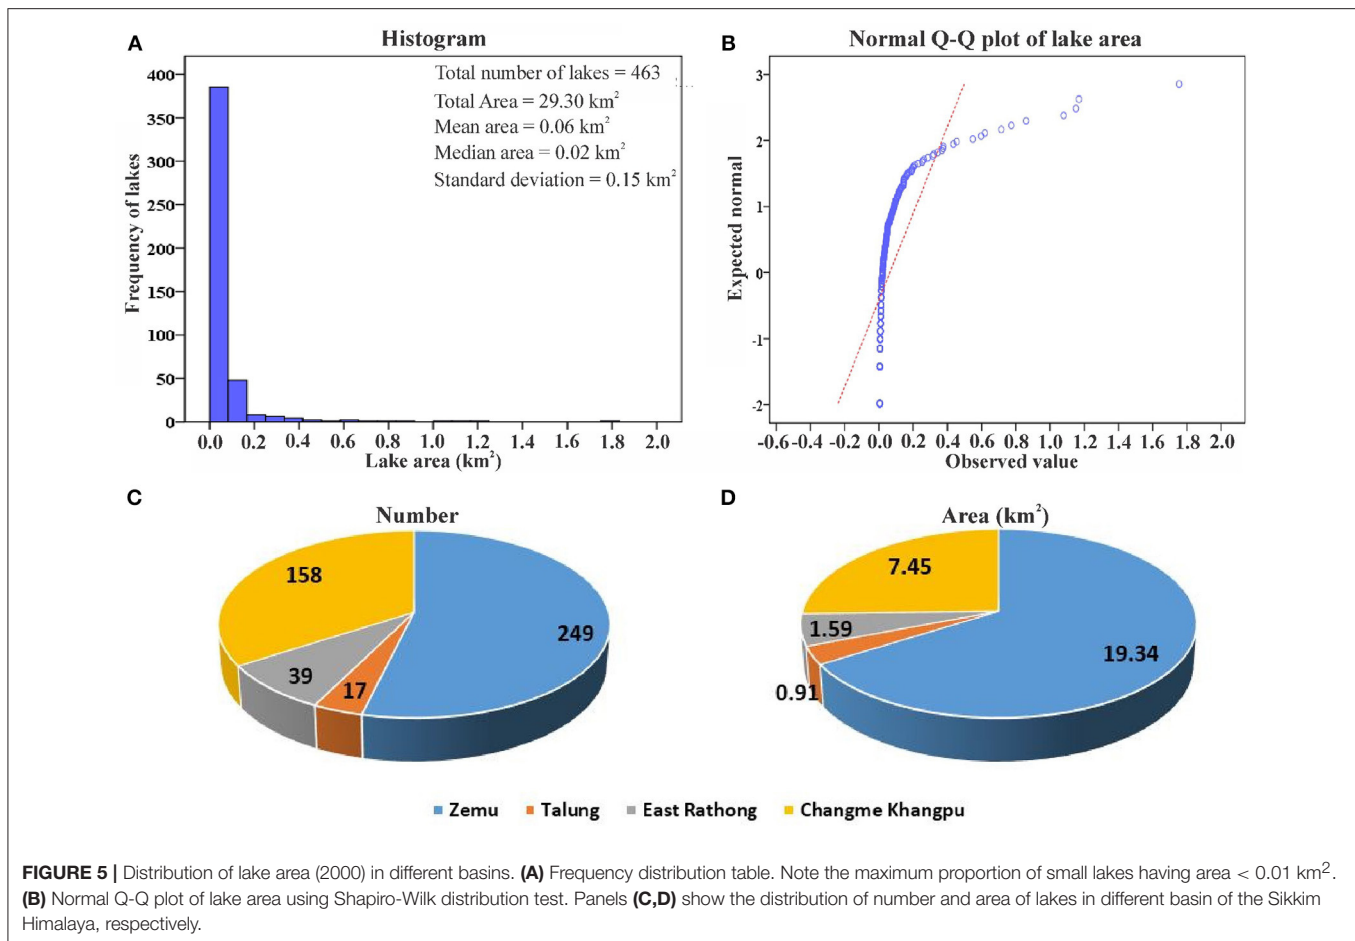 A
Histogram
Total number of lakes = 463
Total Area = 29.30 km²
Mean area = 0.06 km²
Median area = 0.02 km²
Standard deviation = 0.15 km²
Frequency of lakes
400
350
300
250
200
150
100
50
0
0.0 0.2 0.4 0.6 0.8 1.0 1.2 1.4 1.6 1.8 2.0
Lake area (km²)
B
Normal Q-Q plot of lake area
Expected normal
3
2
1
0
-1
-2
-0.6 -0.4 -0.2 0.0 0.2 0.4 0.6 0.8 1.0 1.2 1.4 1.6 1.8 2.0
Observed value
C
Number
158
249
39
17
D
Area (km²)
7.45
1.59
19.34
0.91
Zemu Talung East Rathong Changme Khangpu
FIGURE 5 | Distribution of lake area (2000) in different basins. (A) Frequency distribution table. Note the maximum proportion of small lakes having area < 0.01 km².
(B) Normal Q-Q plot of lake area using Shapiro-Wilk distribution test. Panels (C,D) show the distribution of number and area of lakes in different basin of the Sikkim
Himalaya, respectively.